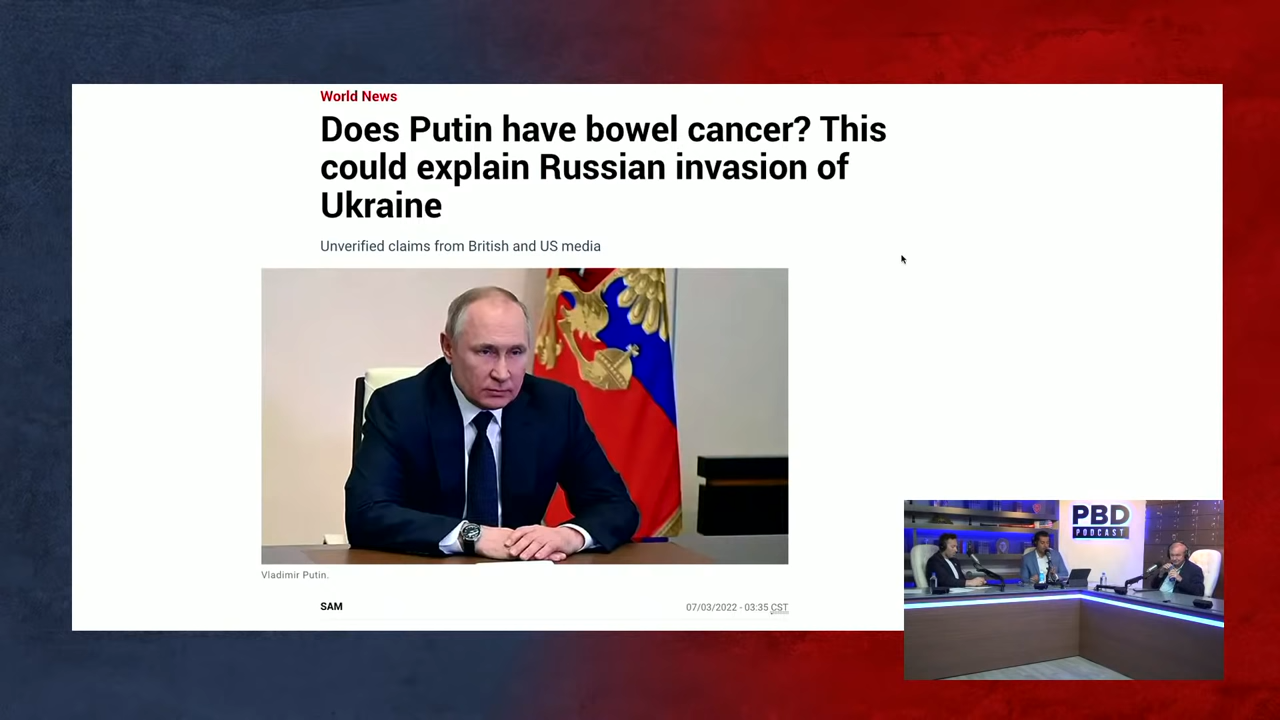 World News
Does Putin have bowel cancer? This
could explain Russian invasion of
Ukraine
Unverified claims from British and US media
Vladimir Putin.
SAM
07/03/2022 - 03:35 CST
PBD
PODCAST